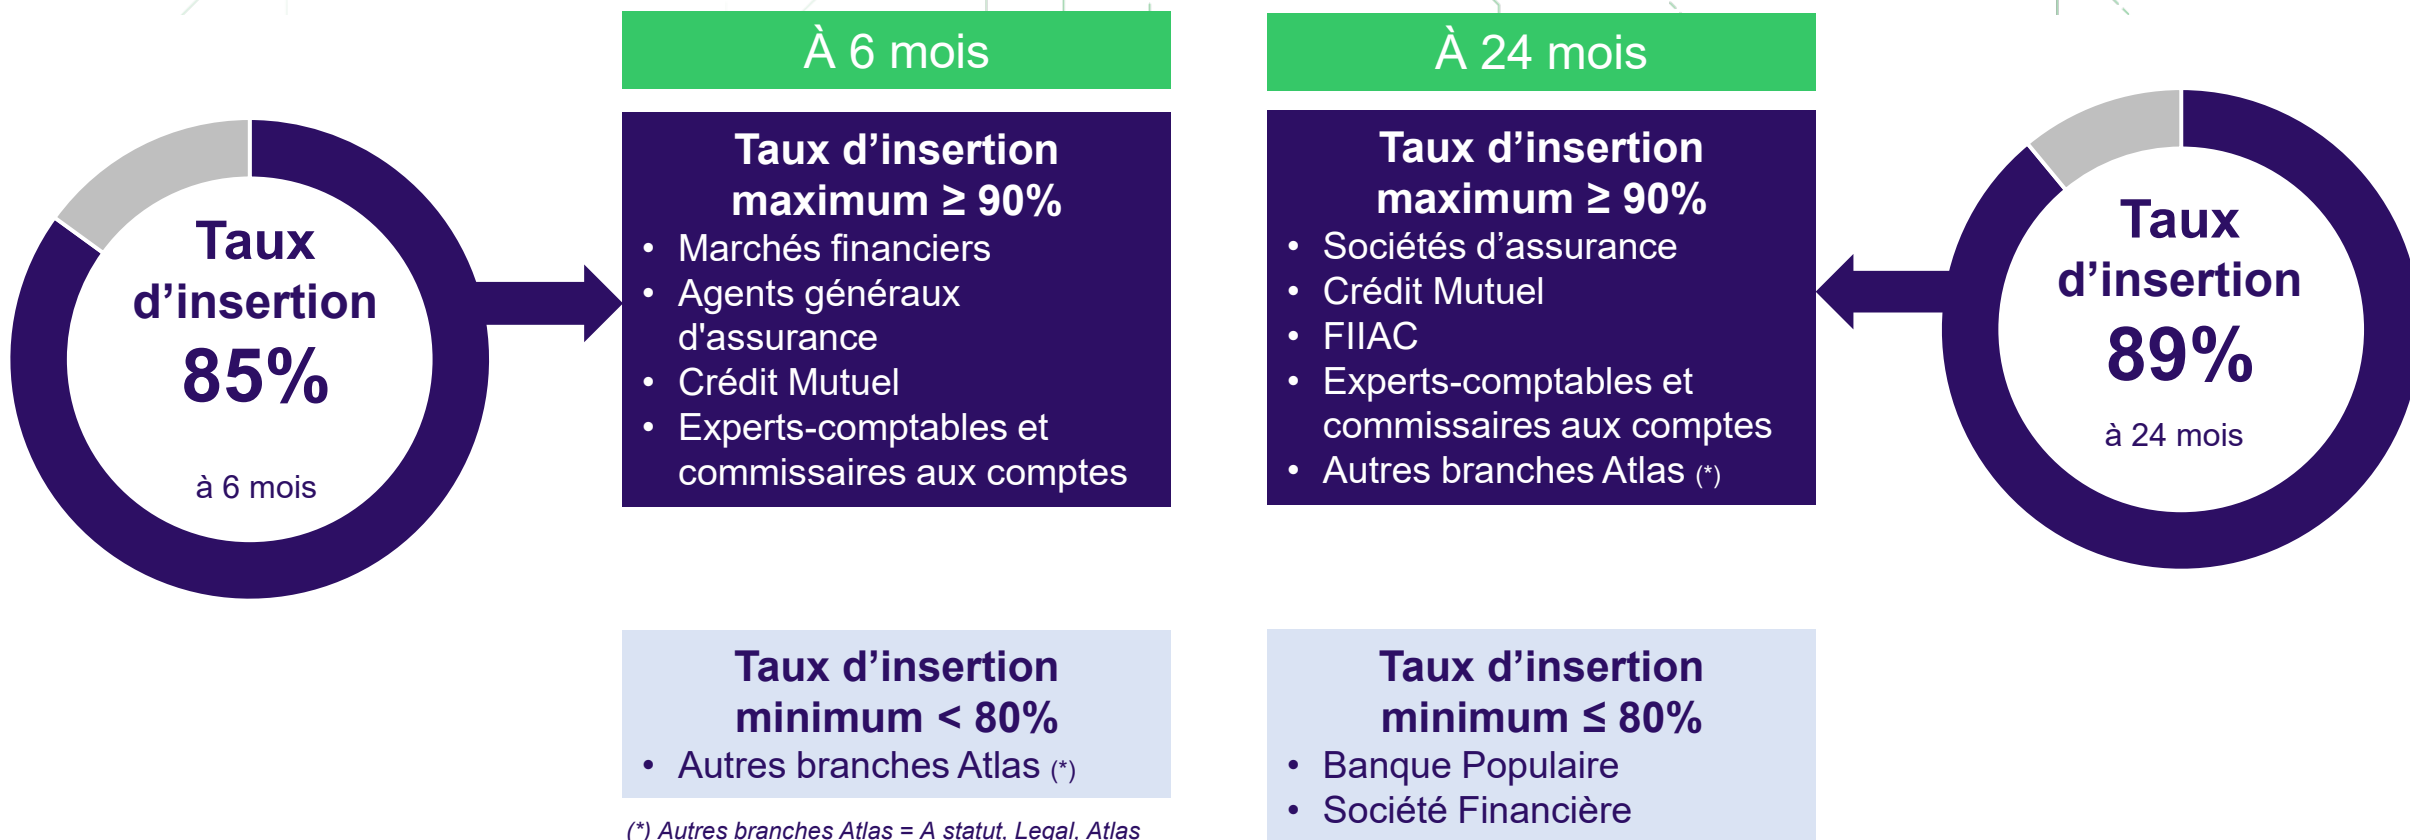 Taux
d’insertion
85%
à 6 mois
À 6 mois
Taux d’insertion
maximum ≥ 90%
• Marchés financiers
• Agents généraux
d'assurance
• Crédit Mutuel
• Experts-comptables et
commissaires aux comptes
Taux d’insertion
minimum < 80%
• Autres branches Atlas (*)
(*) Autres branches Atlas = A statut, Legal, Atlas
À 24 mois
Taux d’insertion
maximum ≥ 90%
• Sociétés d’assurance
• Crédit Mutuel
• FIIAC
• Experts-comptables et
commissaires aux comptes
• Autres branches Atlas (*)
Taux d’insertion
minimum ≤ 80%
• Banque Populaire
• Société Financière
Taux
d’insertion
89%
à 24 mois